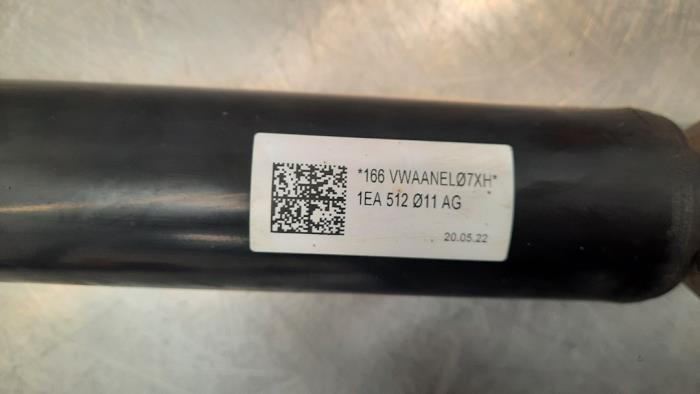 *166 VWAANELØ7XH*
1EA 512 Ø11 AG
20.05.22